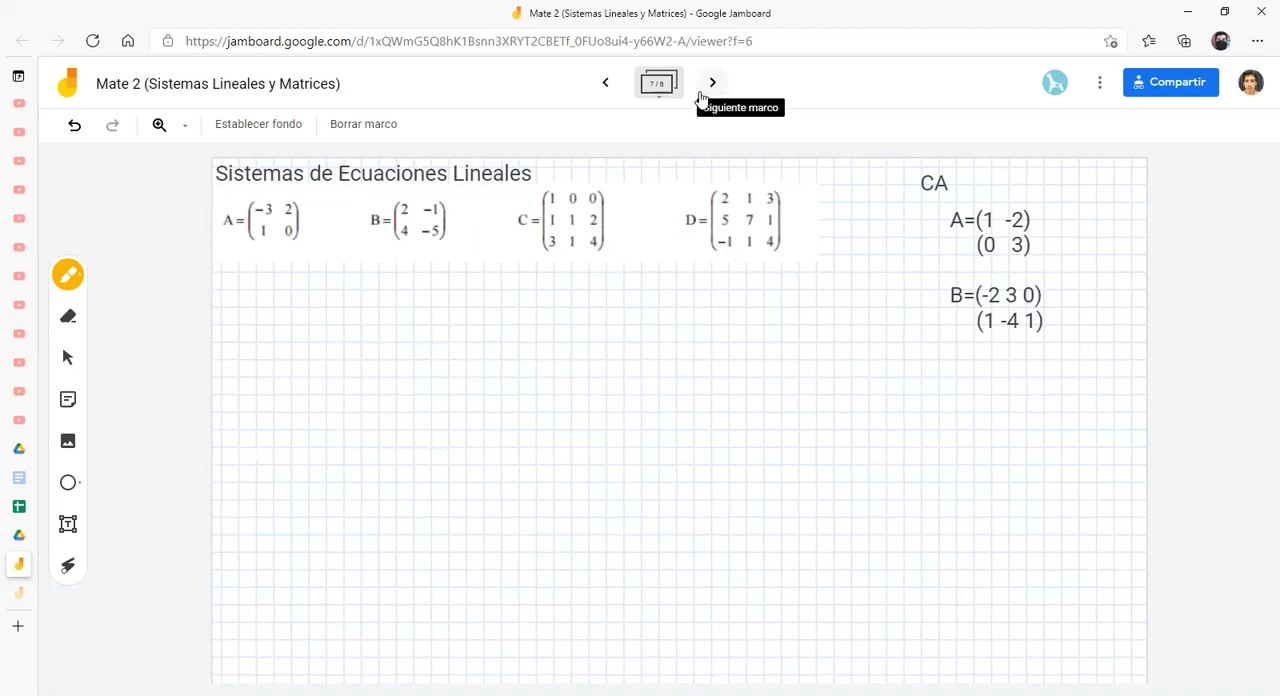 Mate 2 (Sistemas Lineales y Matrices) - Google Jamboard
https://jamboard.google.com/d/1xQWmG5Q8hK1Bsnn3XRYT2CBETf_0FUo8ui4-y66W2-A/viewer?f=6
Mate 2 (Sistemas Lineales y Matrices)
7 / 8
Compartir
Siguiente marco
Establecer fondo
Borrar marco
Sistemas de Ecuaciones Lineales
A = (−3 2
1 0)
B = (2 −1
4 −5)
C = (1 0 0
1 1 2
3 1 4)
D = (2 1 3
5 7 1
−1 1 4)
CA
A=(1 -2)
(0 3)
B=(-2 3 0)
(1 -4 1)